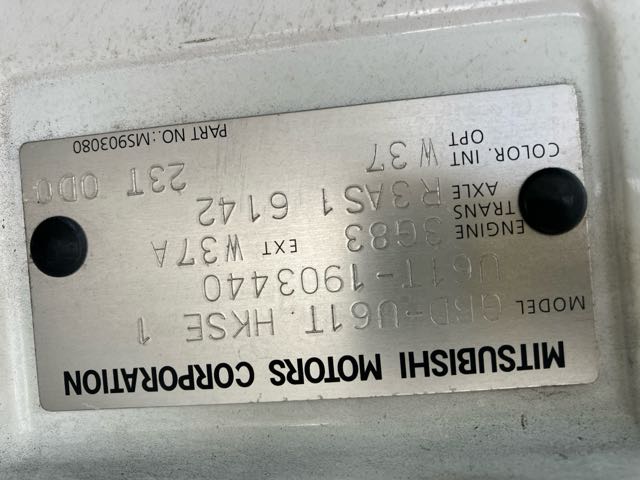 MITSUBISHI MOTORS CORPORATION
MODEL GBD-U61T HKSE 1
U61T-1903440
ENGINE 3G83 EXT W37A
TRANS AXLE R3AS1 6142
COLOR. INT OPT W 37 23T 0D0
PART NO.:MS903080